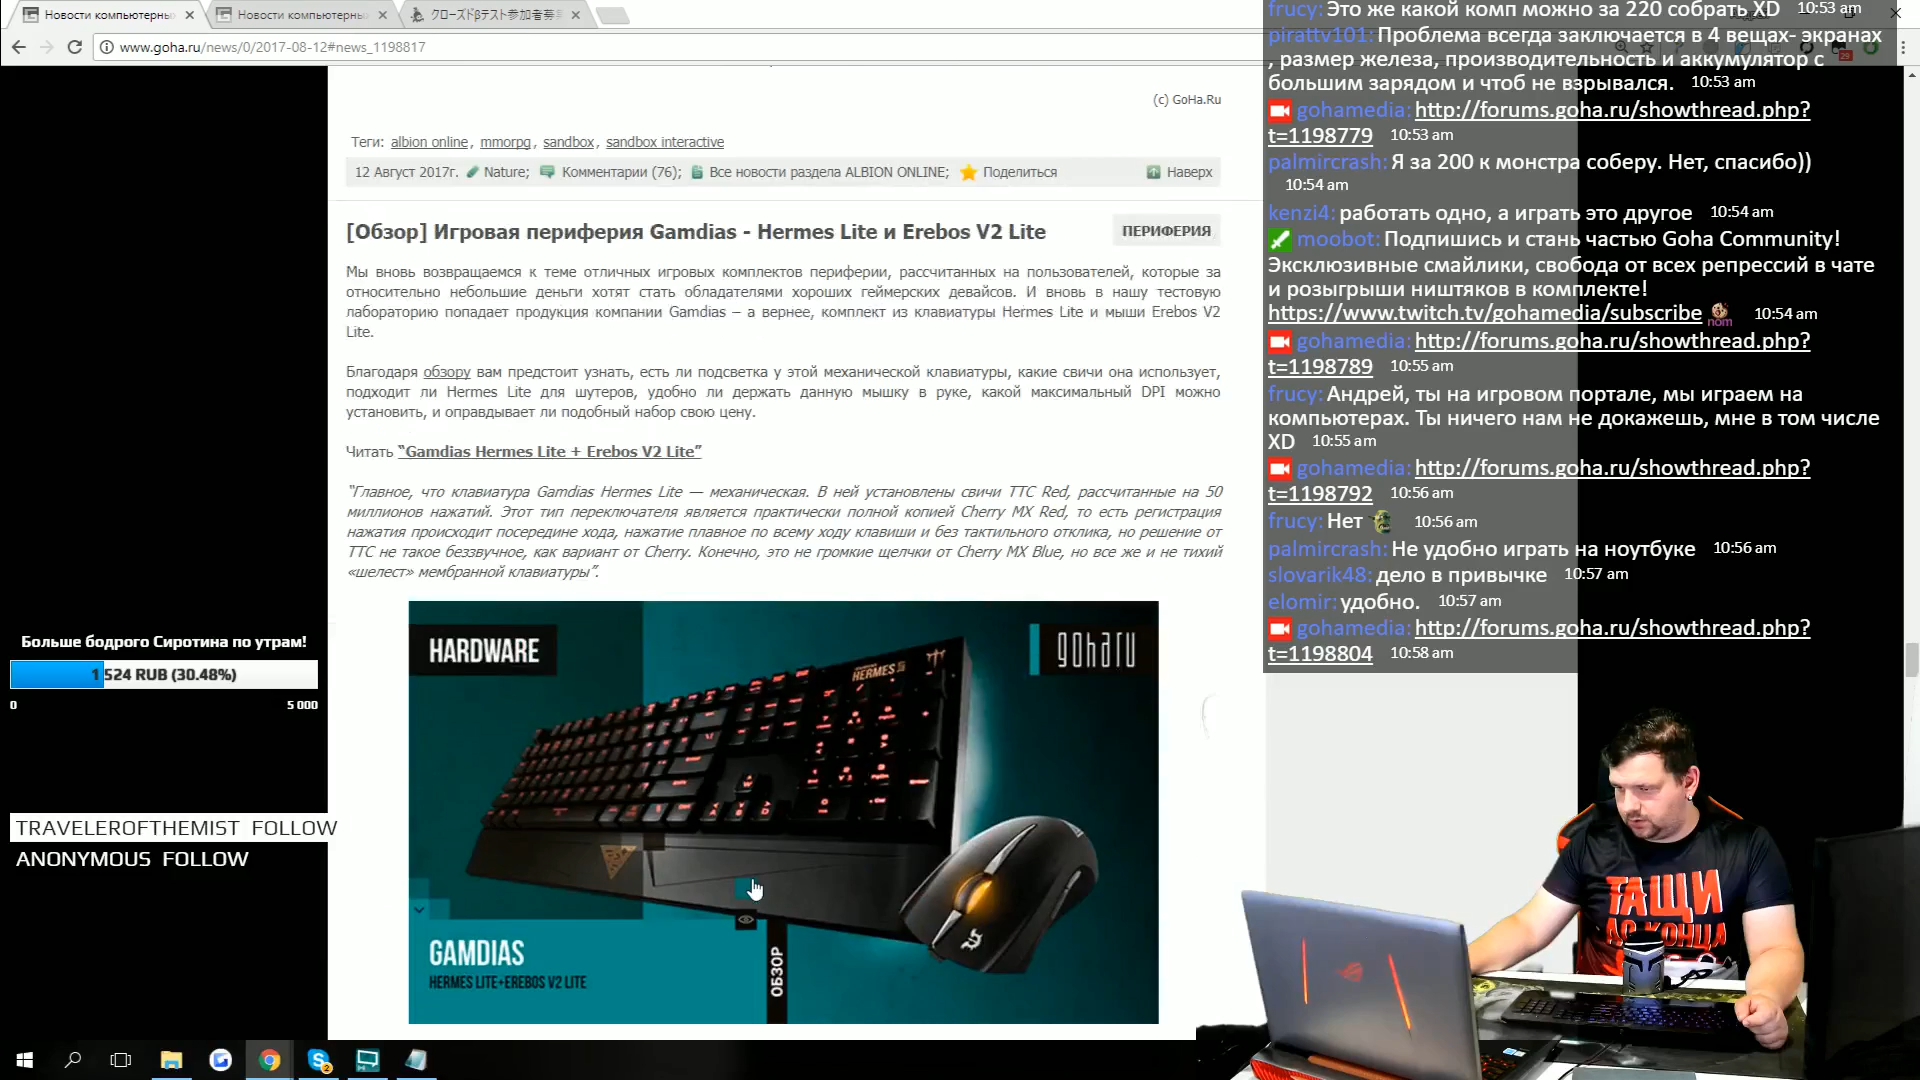 Новости компьютерны
Новости компьютерны
クローズドβテスト参加者募
www.goha.ru/news/0/2017-08-12#news_1198817
(c) GoHa.Ru
Теги: albion online, mmorpg, sandbox, sandbox interactive
12 Август 2017г. Nature; Комментарии (76); Все новости раздела ALBION ONLINE; Поделиться Наверх
[Обзор] Игровая периферия Gamdias - Hermes Lite и Erebos V2 Lite ПЕРИФЕРИЯ
Мы вновь возвращаемся к теме отличных игровых комплектов периферии, рассчитанных на пользователей, которые за
относительно небольшие деньги хотят стать обладателями хороших геймерских девайсов. И вновь в нашу тестовую
лабораторию попадает продукция компании Gamdias – а вернее, комплект из клавиатуры Hermes Lite и мыши Erebos V2
Lite.
Благодаря обзору вам предстоит узнать, есть ли подсветка у этой механической клавиатуры, какие свичи она использует,
подходит ли Hermes Lite для шутеров, удобно ли держать данную мышку в руке, какой максимальный DPI можно
установить, и оправдывает ли подобный набор свою цену.
Читать “Gamdias Hermes Lite + Erebos V2 Lite”
“Главное, что клавиатура Gamdias Hermes Lite — механическая. В ней установлены свичи TTC Red, рассчитанные на 50
миллионов нажатий. Этот тип переключателя является практически полной копией Cherry MX Red, то есть регистрация
нажатия происходит посередине хода, нажатие плавное по всему ходу клавиши и без тактильного отклика, но решение от
TTC не такое беззвучное, как вариант от Cherry. Конечно, это не громкие щелчки от Cherry MX Blue, но все же и не тихий
«шелест» мембранной клавиатуры”.
HARDWARE
goharu
HERMES
GAMDIAS
HERMES LITE+EREBOS V2 LITE
ОБЗОР
Больше бодрого Сиротина по утрам!
1 524 RUB (30.48%)
0 5 000
TRAVELEROFTHEMIST FOLLOW
ANONYMOUS FOLLOW
frucy: Это же какой комп можно за 220 собрать XD 10:53 am
pirattv101: Проблема всегда заключается в 4 вещах- экранах
, размер железа, производительность и аккумулятор с
большим зарядом и чтоб не взрывался. 10:53 am
gohamedia: http://forums.goha.ru/showthread.php?
t=1198779 10:53 am
palmircrash: Я за 200 к монстра соберу. Нет, спасибо))
10:54 am
kenzi4: работать одно, а играть это другое 10:54 am
moobot: Подпишись и стань частью Goha Community!
Эксклюзивные смайлики, свобода от всех репрессий в чате
и розыгрыши ништяков в комплекте!
https://www.twitch.tv/gohamedia/subscribe nom 10:54 am
gohamedia: http://forums.goha.ru/showthread.php?
t=1198789 10:55 am
frucy: Андрей, ты на игровом портале, мы играем на
компьютерах. Ты ничего нам не докажешь, мне в том числе
XD 10:55 am
gohamedia: http://forums.goha.ru/showthread.php?
t=1198792 10:56 am
frucy: Нет 10:56 am
palmircrash: Не удобно играть на ноутбуке 10:56 am
slovarik48: дело в привычке 10:57 am
elomir: удобно. 10:57 am
gohamedia: http://forums.goha.ru/showthread.php?
t=1198804 10:58 am
29
ТАЩИ
ДО КОНЦА
2